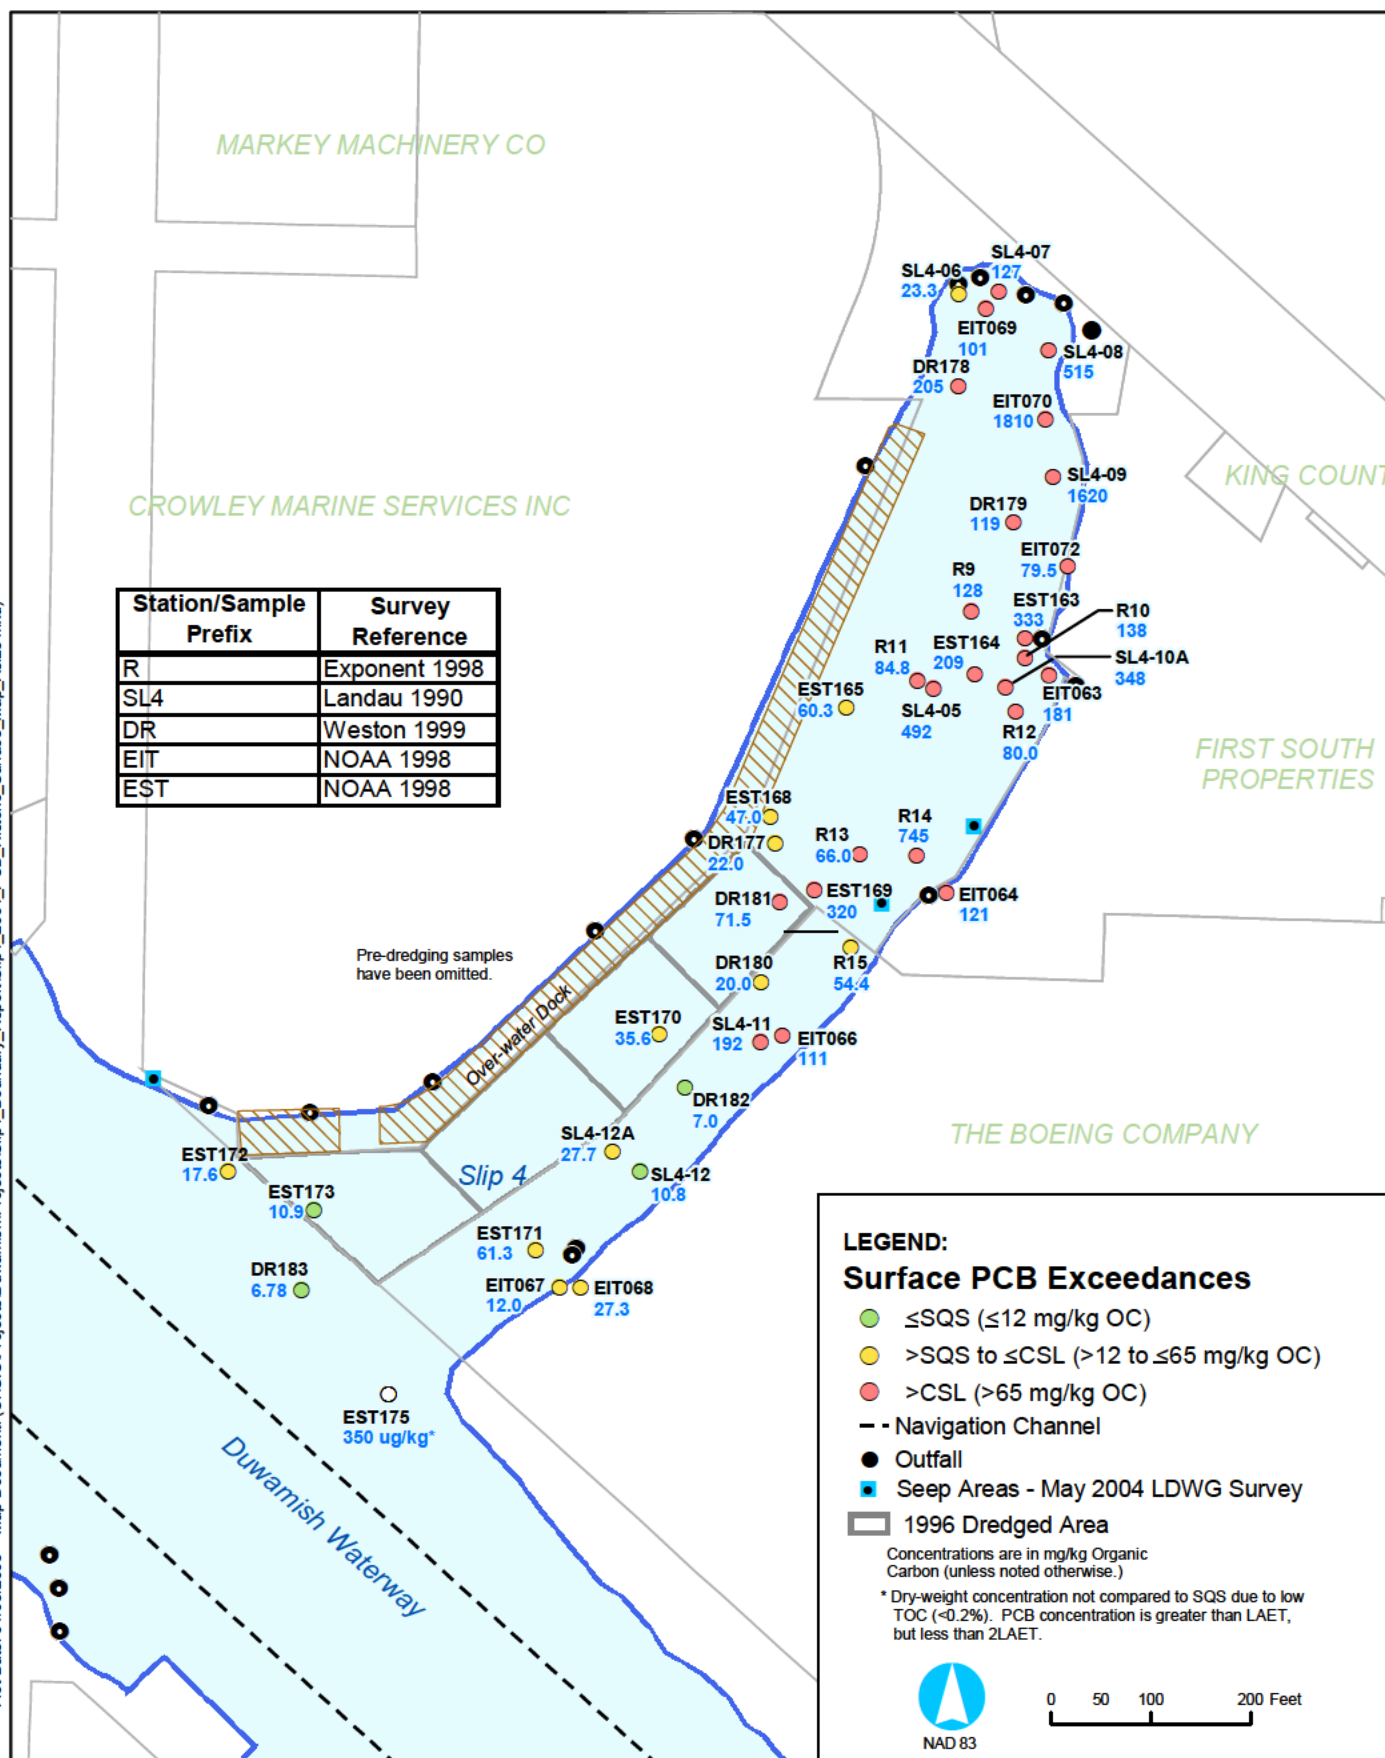 MARKEY MACHINERY CO
SL4-07
127
SL4-06
23.3
EIT069
101
SL4-08
515
DR178
205
EIT070
1810
CROWLEY MARINE SERVICES INC
SL4-09
1620
KING COUNT
DR179
119
EIT072
79.5
R9
128
EST163
333
R10
138
Station/Sample Prefix
Survey Reference
R
Exponent 1998
SL4
Landau 1990
DR
Weston 1999
EIT
NOAA 1998
EST
NOAA 1998
R11
84.8
EST164
209
SL4-10A
348
EST165
60.3
SL4-05
492
EIT063
181
R12
80.0
FIRST SOUTH
PROPERTIES
EST168
47.0
DR177
22.0
R13
66.0
R14
745
DR181
71.5
EST169
320
EIT064
121
Pre-dredging samples
have been omitted.
DR180
20.0
R15
54.4
Over-water Dock
EST170
35.6
SL4-11
192
EIT066
111
DR182
7.0
THE BOEING COMPANY
SL4-12A
27.7
SL4-12
10.8
Slip 4
EST172
17.6
EST173
10.9
EST171
61.3
DR183
6.78
EIT067
12.0
EIT068
27.3
EST175
350 ug/kg*
Duwamish Waterway
LEGEND:
Surface PCB Exceedances
≤SQS (≤12 mg/kg OC)
>SQS to ≤CSL (>12 to ≤65 mg/kg OC)
>CSL (>65 mg/kg OC)
Navigation Channel
Outfall
Seep Areas - May 2004 LDWG Survey
1996 Dredged Area
Concentrations are in mg/kg Organic
Carbon (unless noted otherwise.)
* Dry-weight concentration not compared to SQS due to low
TOC (<0.2%). PCB concentration is greater than LAET,
but less than 2LAET.
NAD 83
0 50 100 200 Feet